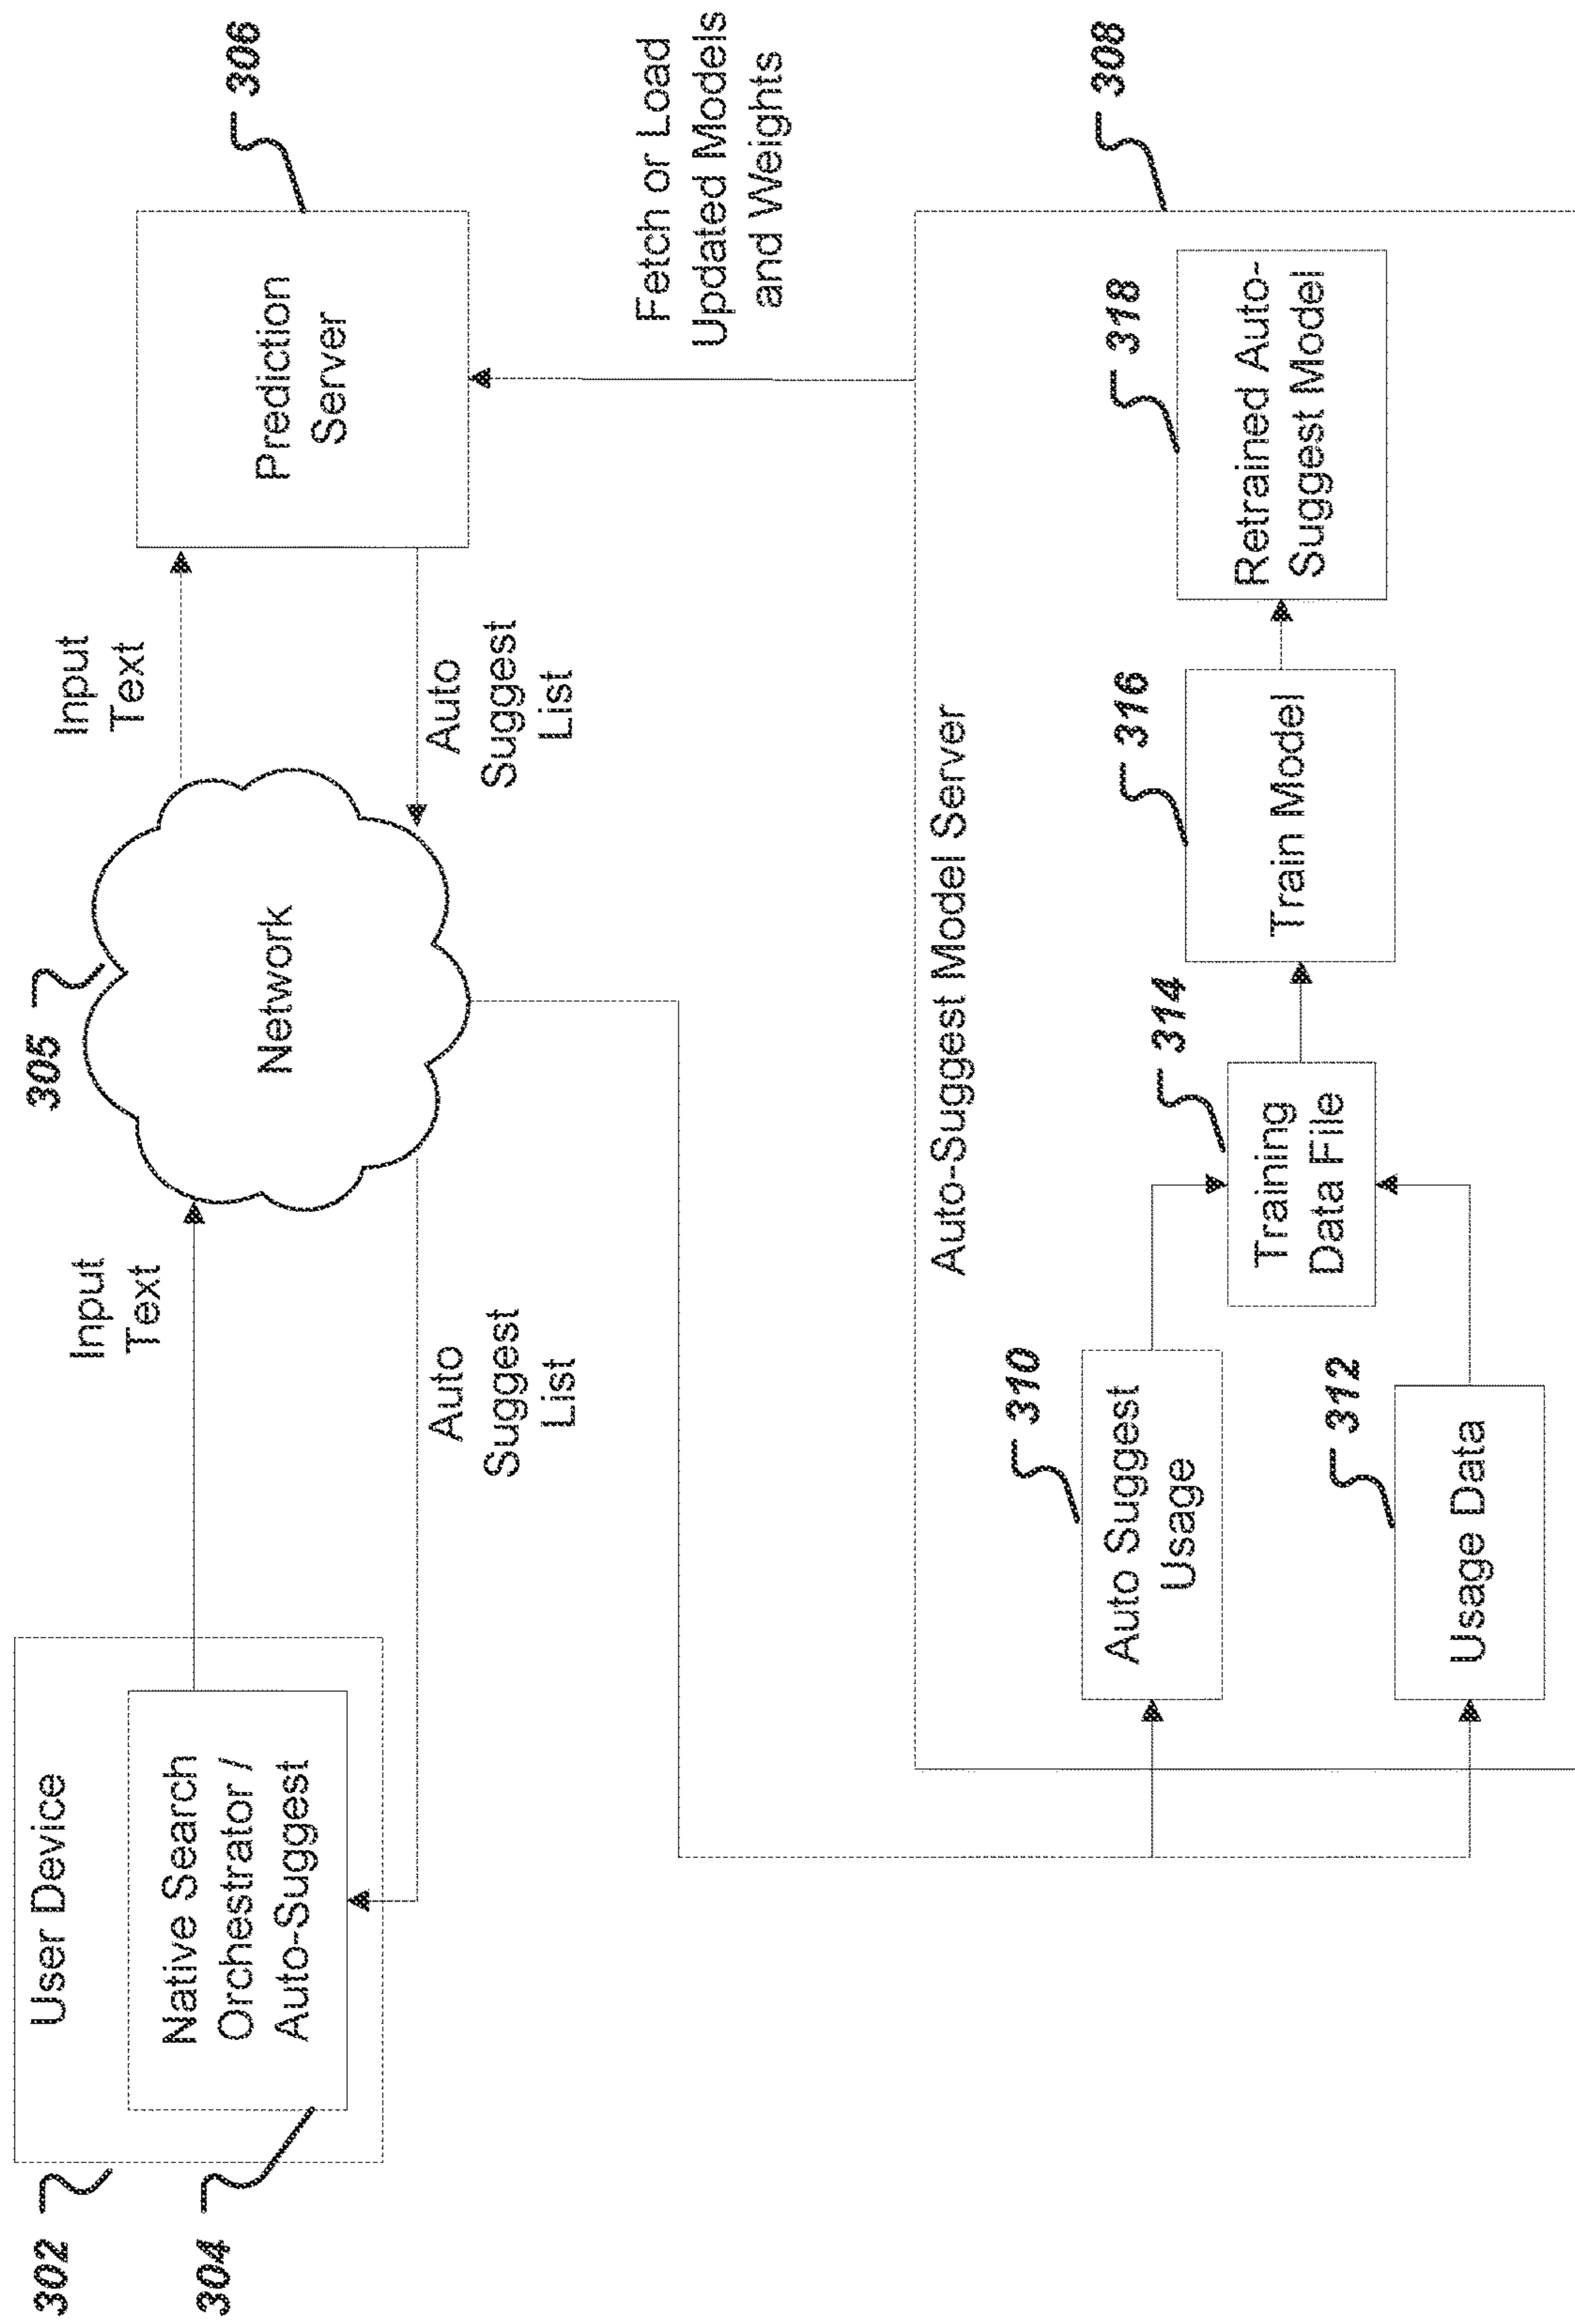 302
User Device
304
Native Search
Orchestrator /
Auto-Suggest
Input
Text
Auto
Suggest
List
305
Network
Input
Text
Auto
Suggest
List
306
Prediction
Server
Fetch or Load
Updated Models
and Weights
308
Auto-Suggest Model Server
310
Auto Suggest
Usage
312
Usage Data
314
Training
Data File
316
Train Model
318
Retrained Auto-
Suggest Model